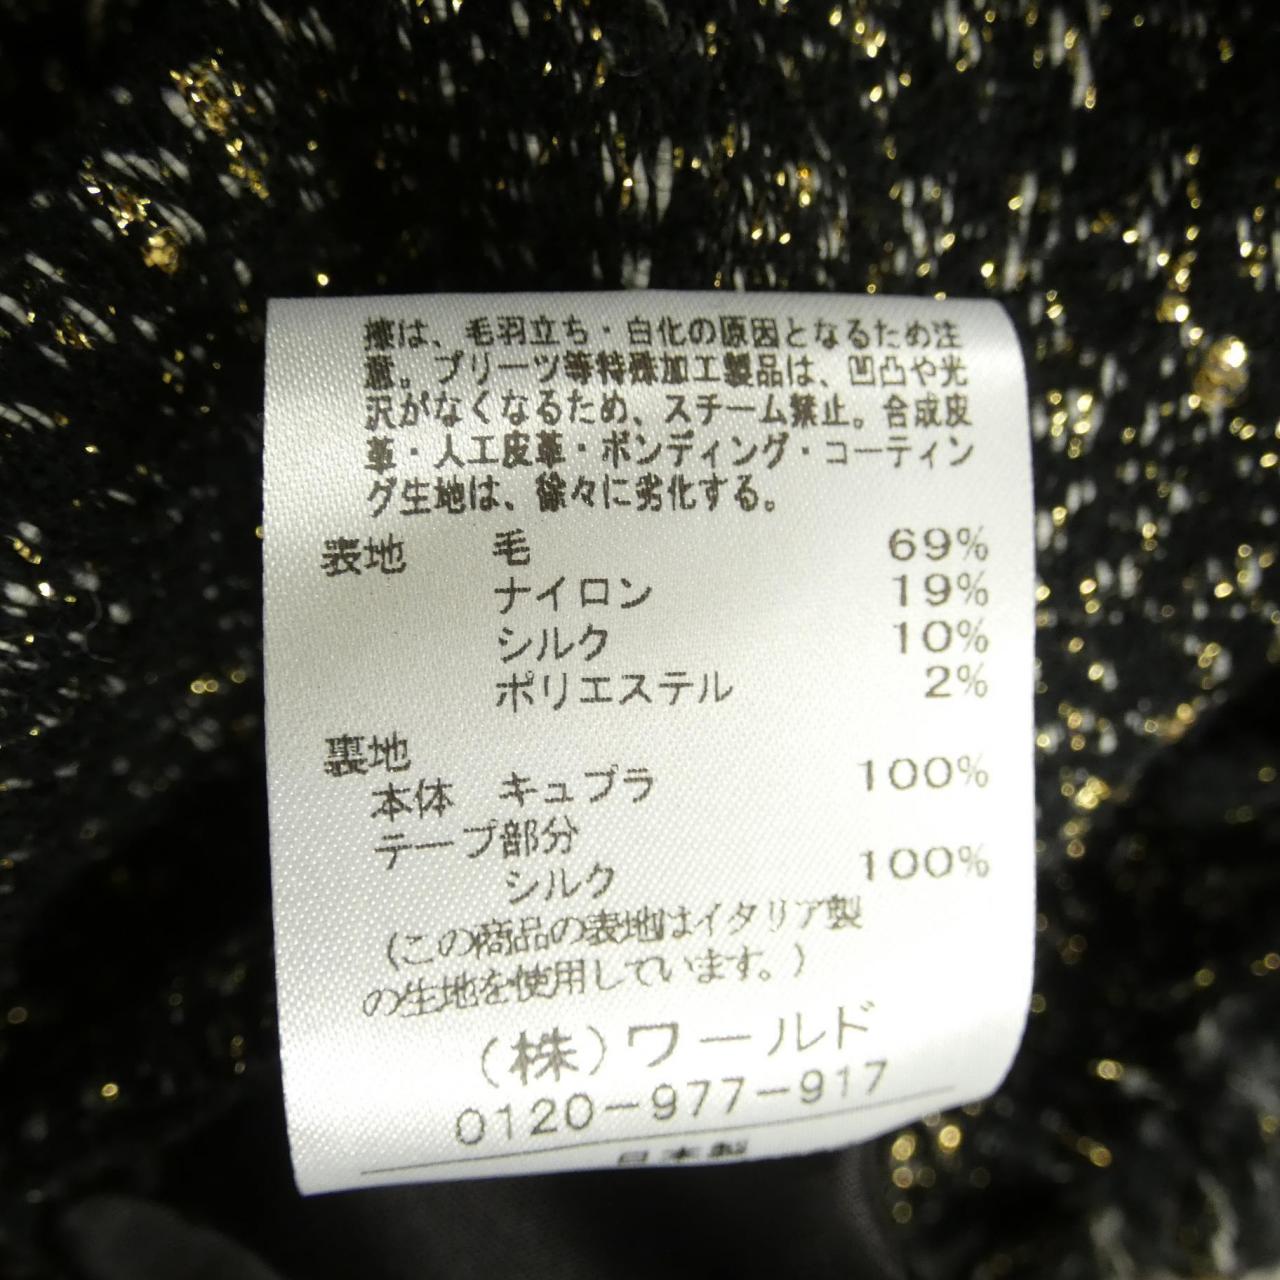 擦は、毛羽立ち・白化の原因となるため注
意。プリーツ等特殊加工製品は、凹凸や光
沢がなくなるため、スチーム禁止。合成皮
革・人工皮革・ボンディング・コーティン
グ生地は、徐々に劣化する。
表地 毛 69%
ナイロン 19%
シルク 10%
ポリエステル 2%
裏地
本体 キュプラ 100%
テープ部分
シルク 100%
(この商品の表地はイタリア製
の生地を使用しています。)
(株)ワールド
0120-977-917
日本製